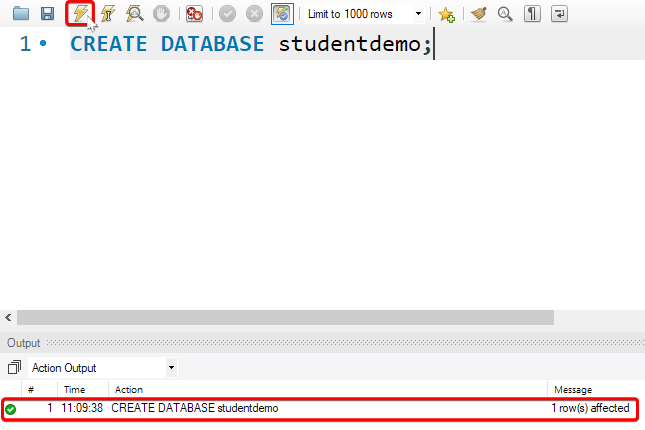 Limit to 1000 rows
1 CREATE DATABASE studentdemo;
Output
Action Output
# Time Action Message
1 11:09:38 CREATE DATABASE studentdemo 1 row(s) affected